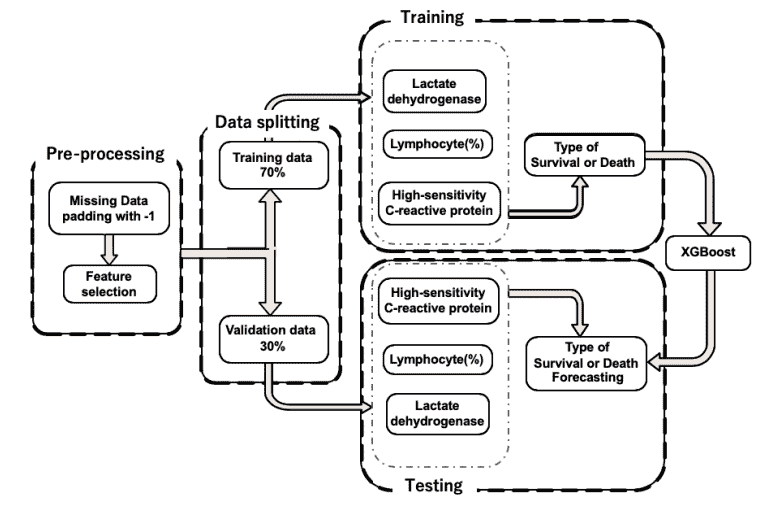 Pre-processing
Missing Data
padding with -1
Feature
selection
Data splitting
Training data
70%
Validation data
30%
Training
Lactate
dehydrogenase
Lymphocyte(%)
High-sensitivity
C-reactive protein
Type of
Survival or Death
XGBoost
High-sensitivity
C-reactive protein
Lymphocyte(%)
Lactate
dehydrogenase
Type of
Survival or Death
Forecasting
Testing